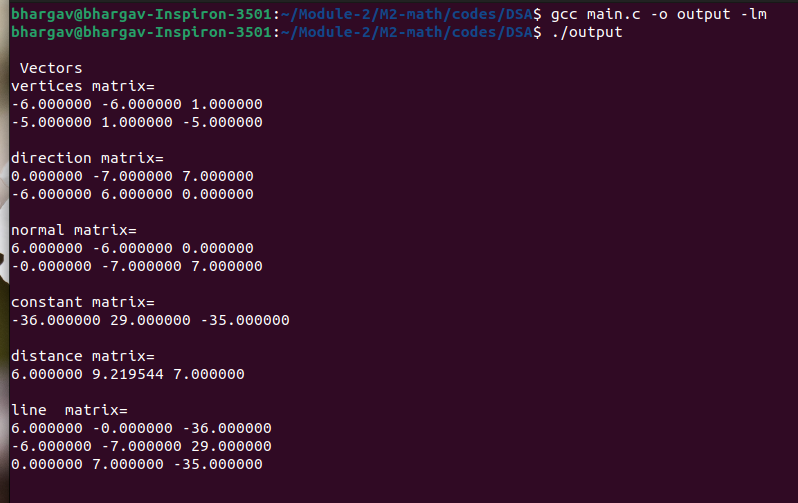 bhargav@bhargav-Inspiron-3501:~/Module-2/M2-math/codes/DSA$ gcc main.c -o output -lm
bhargav@bhargav-Inspiron-3501:~/Module-2/M2-math/codes/DSA$ ./output
Vectors
vertices matrix=
-6.000000 -6.000000 1.000000
-5.000000 1.000000 -5.000000
direction matrix=
0.000000 -7.000000 7.000000
-6.000000 6.000000 0.000000
normal matrix=
6.000000 -6.000000 0.000000
-0.000000 -7.000000 7.000000
constant matrix=
-36.000000 29.000000 -35.000000
distance matrix=
6.000000 9.219544 7.000000
line  matrix=
6.000000 -0.000000 -36.000000
-6.000000 -7.000000 29.000000
0.000000 7.000000 -35.000000